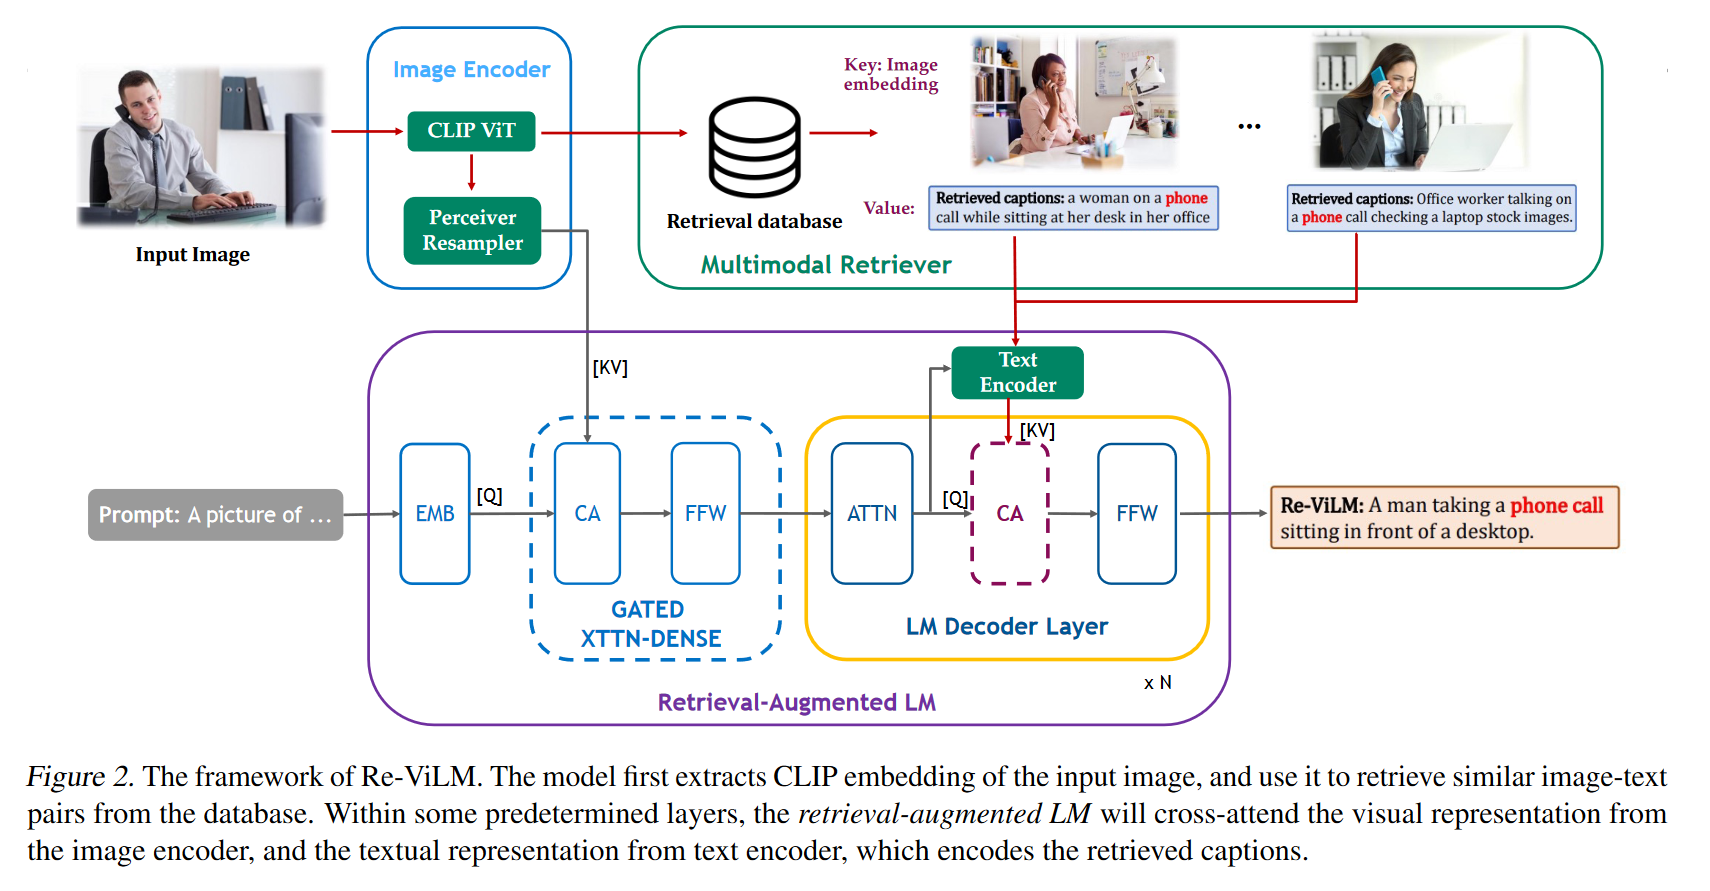 Image Encoder
CLIP ViT
Perceiver
Resampler
Input Image
Key: Image
embedding
...
Retrieval database
Value:
Retrieved captions: a woman on a phone
call while sitting at her desk in her office
Retrieved captions: Office worker talking on
a phone call checking a laptop stock images.
Multimodal Retriever
[KV]
Text
Encoder
[KV]
Prompt: A picture of ...
EMB
[Q]
CA
FFW
ATTN
[Q]
CA
FFW
Re-ViLM: A man taking a phone call
sitting in front of a desktop.
GATED
XTTN-DENSE
LM Decoder Layer
x N
Retrieval-Augmented LM
Figure 2. The framework of Re-ViLM. The model first extracts CLIP embedding of the input image, and use it to retrieve similar image-text
pairs from the database. Within some predetermined layers, the retrieval-augmented LM will cross-attend the visual representation from
the image encoder, and the textual representation from text encoder, which encodes the retrieved captions.